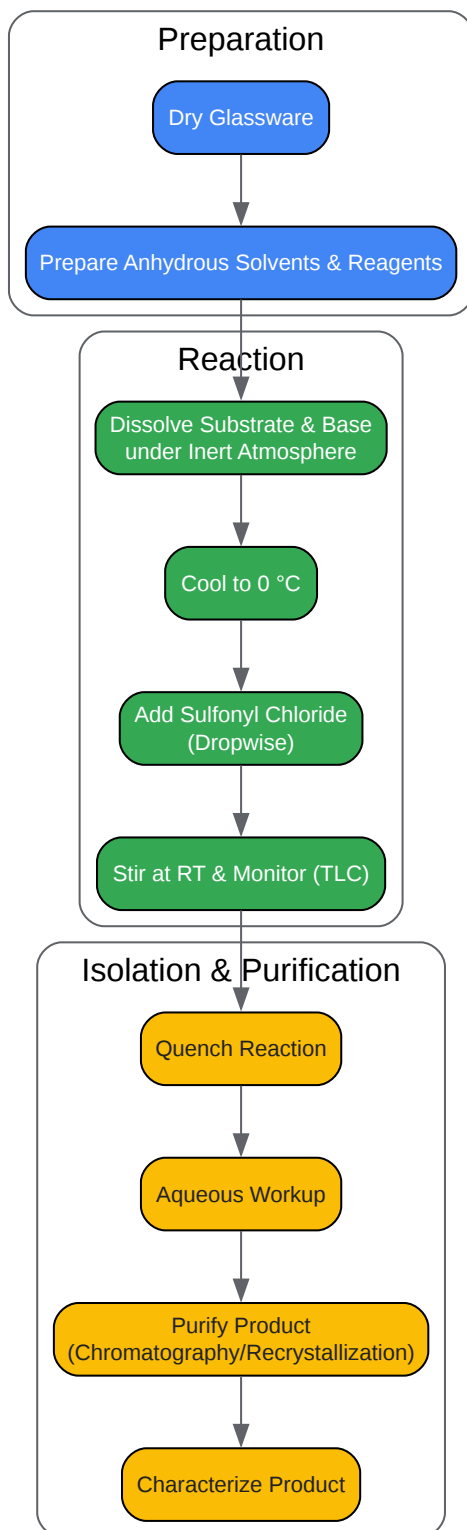 Preparation
Dry Glassware
Prepare Anhydrous Solvents & Reagents
Reaction
Dissolve Substrate & Base
under Inert Atmosphere
Cool to 0 °C
Add Sulfonyl Chloride
(Dropwise)
Stir at RT & Monitor (TLC)
Isolation & Purification
Quench Reaction
Aqueous Workup
Purify Product
(Chromatography/Recrystallization)
Characterize Product